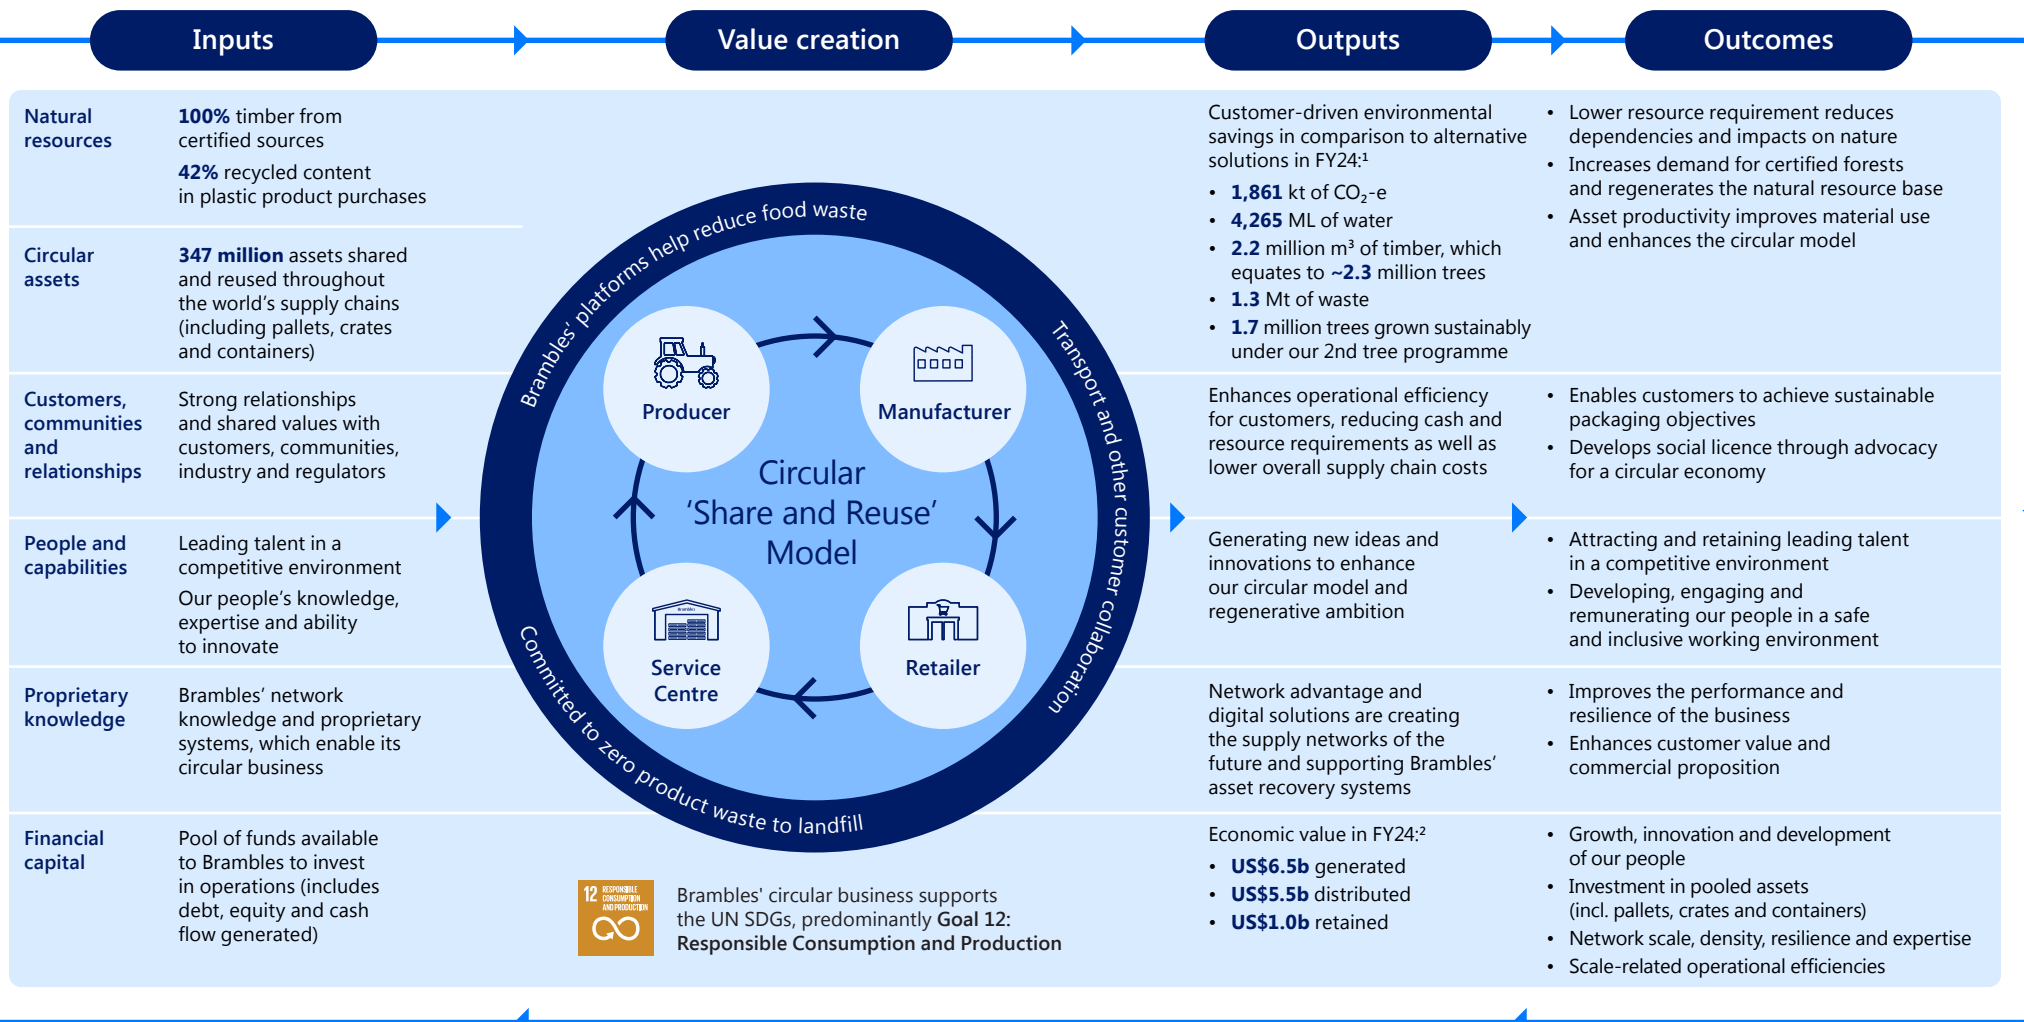 Inputs
Value creation
Outputs
Outcomes
Natural
resources
100% timber from
certified sources
42% recycled content
in plastic product purchases
Circular
assets
347 million assets shared
and reused throughout
the world's supply chains
(including pallets, crates
and containers)
Customers,
communities
and
relationships
Strong relationships
and shared values with
customers, communities,
industry and regulators
People and
capabilities
Leading talent in a
competitive environment
Our people's knowledge,
expertise and ability
to innovate
Proprietary
knowledge
Brambles' network
knowledge and proprietary
systems, which enable its
circular business
Financial
capital
Pool of funds available
to Brambles to invest
in operations (includes
debt, equity and cash
flow generated)
Brambles' platforms help reduce food waste
Transport and other customer collaboration
Committed to zero product waste to landfill
Producer
Manufacturer
Circular
'Share and Reuse'
Model
Brambles
Service
Centre
Retailer
12 RESPONSIBLE
CONSUMPTION
AND PRODUCTION
Brambles' circular business supports
the UN SDGs, predominantly Goal 12:
Responsible Consumption and Production
Customer-driven environmental
savings in comparison to alternative
solutions in FY24:¹
• 1,861 kt of CO₂-e
• 4,265 ML of water
• 2.2 million m³ of timber, which
equates to ~2.3 million trees
• 1.3 Mt of waste
• 1.7 million trees grown sustainably
under our 2nd tree programme
Enhances operational efficiency
for customers, reducing cash and
resource requirements as well as
lower overall supply chain costs
Generating new ideas and
innovations to enhance
our circular model and
regenerative ambition
Network advantage and
digital solutions are creating
the supply networks of the
future and supporting Brambles'
asset recovery systems
Economic value in FY24:²
• US$6.5b generated
• US$5.5b distributed
• US$1.0b retained
• Lower resource requirement reduces
dependencies and impacts on nature
• Increases demand for certified forests
and regenerates the natural resource base
• Asset productivity improves material use
and enhances the circular model
• Enables customers to achieve sustainable
packaging objectives
• Develops social licence through advocacy
for a circular economy
• Attracting and retaining leading talent
in a competitive environment
• Developing, engaging and
remunerating our people in a safe
and inclusive working environment
• Improves the performance and
resilience of the business
• Enhances customer value and
commercial proposition
• Growth, innovation and development
of our people
• Investment in pooled assets
(incl. pallets, crates and containers)
• Network scale, density, resilience and expertise
• Scale-related operational efficiencies